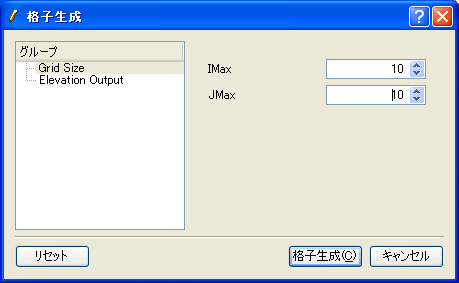 格子生成
グループ
Grid Size
Elevation Output
IMax 10
JMax 10
リセット
格子生成(C)
キャンセル